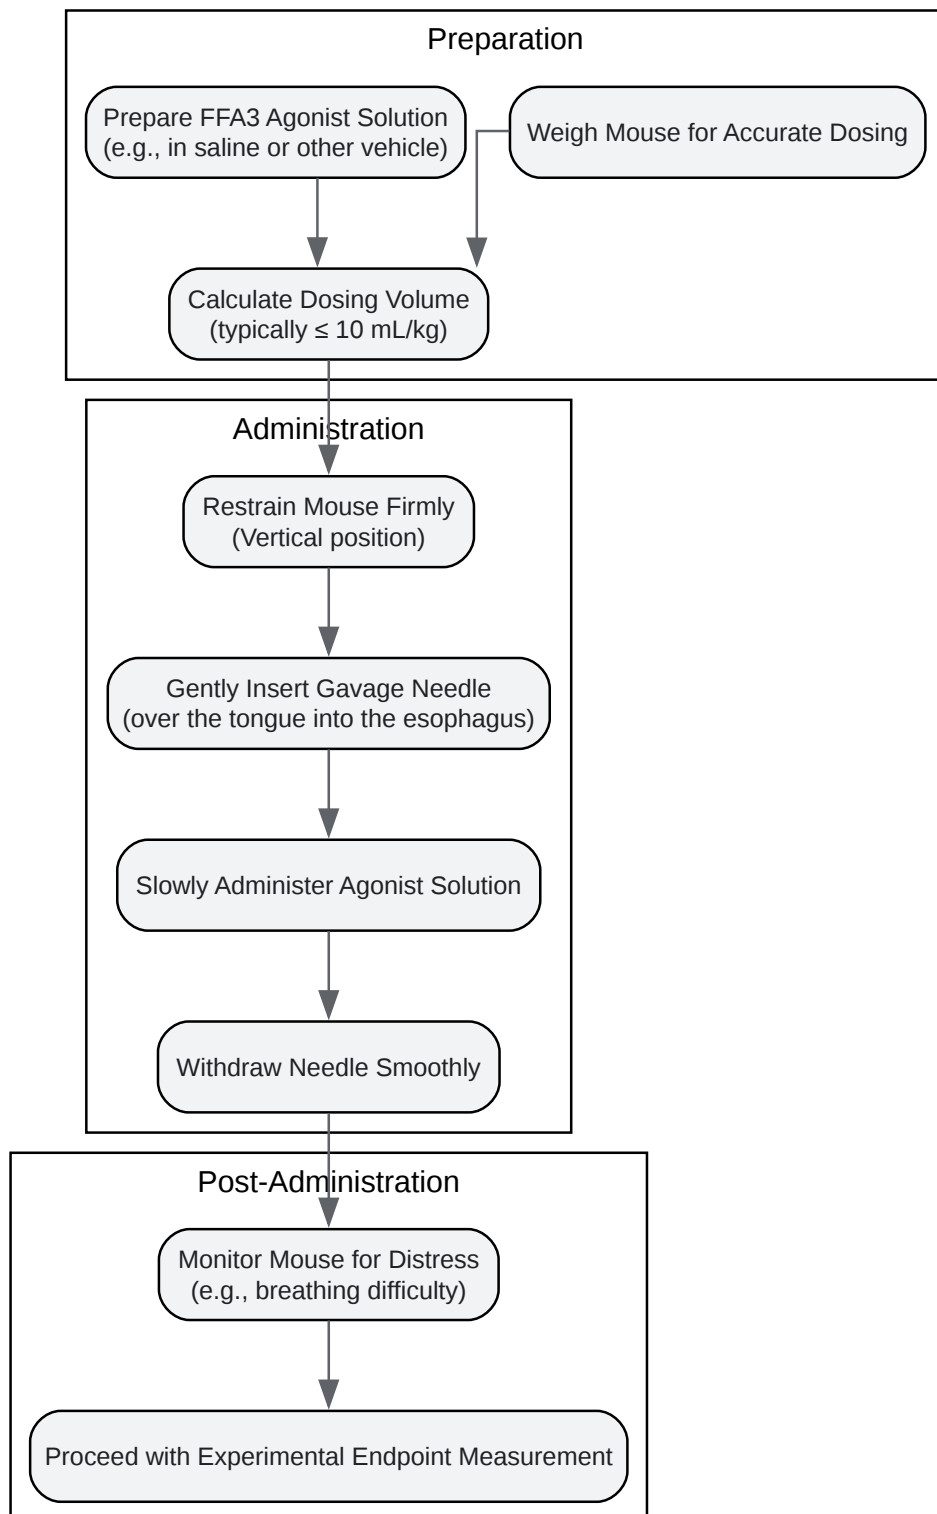 Preparation
Prepare FFA3 Agonist Solution
(e.g., in saline or other vehicle)
Weigh Mouse for Accurate Dosing
Calculate Dosing Volume
(typically ≤ 10 mL/kg)
Administration
Restrain Mouse Firmly
(Vertical position)
Gently Insert Gavage Needle
(over the tongue into the esophagus)
Slowly Administer Agonist Solution
Withdraw Needle Smoothly
Post-Administration
Monitor Mouse for Distress
(e.g., breathing difficulty)
Proceed with Experimental Endpoint Measurement